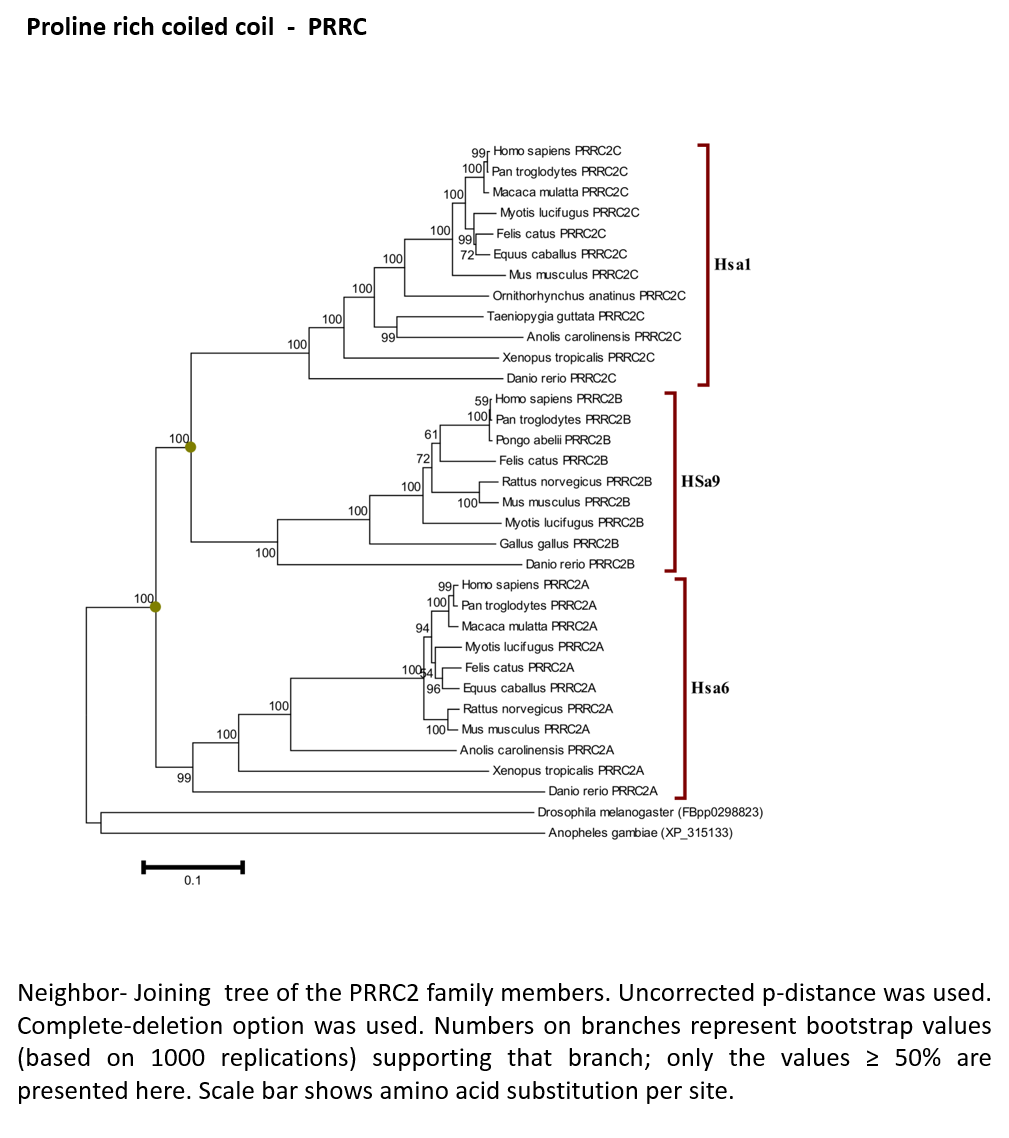 Proline rich coiled coil - PRRC
99
Homo sapiens PRRC2C
100
Pan troglodytes PRRC2C
100
Macaca mulatta PRRC2C
Myotis lucifugus PRRC2C
100
99
Felis catus PRRC2C
72
Equus caballus PRRC2C
100
Hsa1
Mus musculus PRRC2C
100
Ornithorhynchus anatinus PRRC2C
100
Taeniopygia guttata PRRC2C
99
Anolis carolinensis PRRC2C
100
Xenopus tropicalis PRRC2C
Danio rerio PRRC2C
59
Homo sapiens PRRC2B
100
Pan troglodytes PRRC2B
61
100
Pongo abelii PRRC2B
72
Felis catus PRRC2B
100
Rattus norvegicus PRRC2B
HSa9
100
Mus musculus PRRC2B
100
Myotis lucifugus PRRC2B
100
Gallus gallus PRRC2B
Danio rerio PRRC2B
99
Homo sapiens PRRC2A
100
100
Pan troglodytes PRRC2A
94
Macaca mulatta PRRC2A
Myotis lucifugus PRRC2A
100
54
Felis catus PRRC2A
96
Equus caballus PRRC2A
Hsa6
100
Rattus norvegicus PRRC2A
100
Mus musculus PRRC2A
100
Anolis carolinensis PRRC2A
99
Xenopus tropicalis PRRC2A
Danio rerio PRRC2A
Drosophila melanogaster (FBpp0298823)
Anopheles gambiae (XP_315133)
0.1
Neighbor- Joining tree of the PRRC2 family members. Uncorrected p-distance was used.
Complete-deletion option was used. Numbers on branches represent bootstrap values
(based on 1000 replications) supporting that branch; only the values ≥ 50% are
presented here. Scale bar shows amino acid substitution per site.